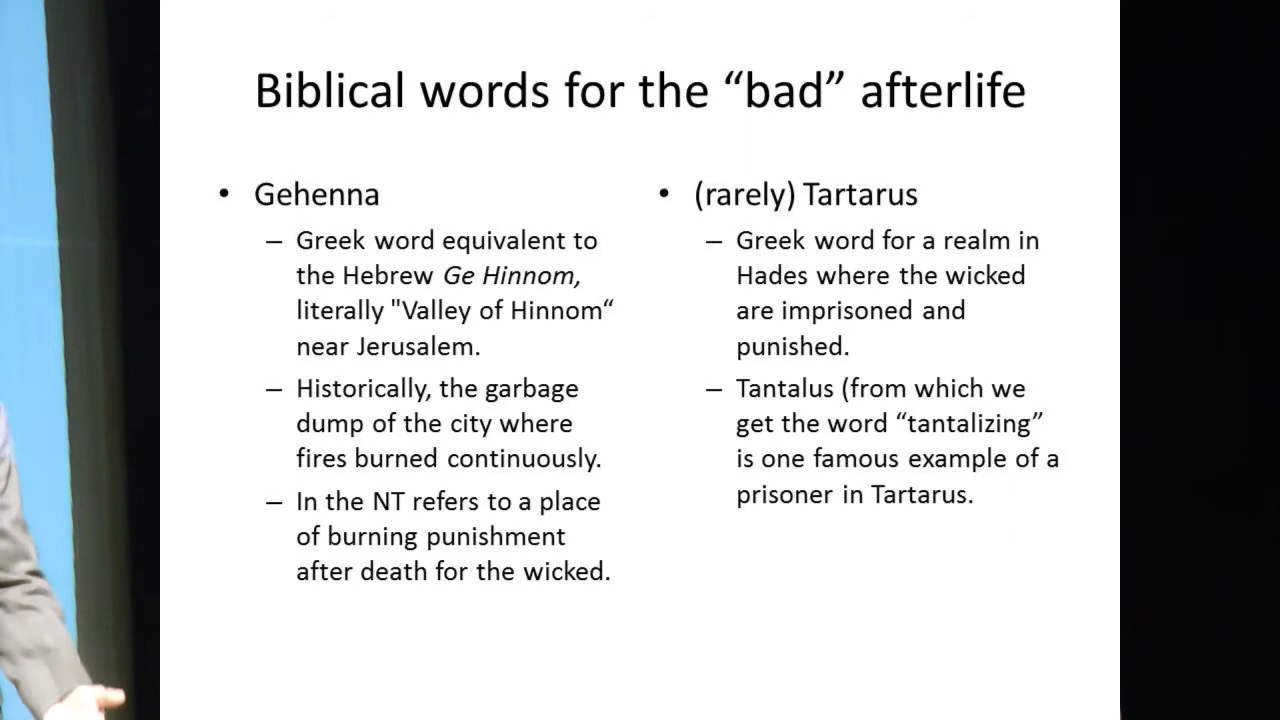 Biblical words for the “bad” afterlife
• Gehenna
– Greek word equivalent to
the Hebrew Ge Hinnom,
literally "Valley of Hinnom“
near Jerusalem.
– Historically, the garbage
dump of the city where
fires burned continuously.
– In the NT refers to a place
of burning punishment
after death for the wicked.
• (rarely) Tartarus
– Greek word for a realm in
Hades where the wicked
are imprisoned and
punished.
– Tantalus (from which we
get the word “tantalizing”
is one famous example of a
prisoner in Tartarus.